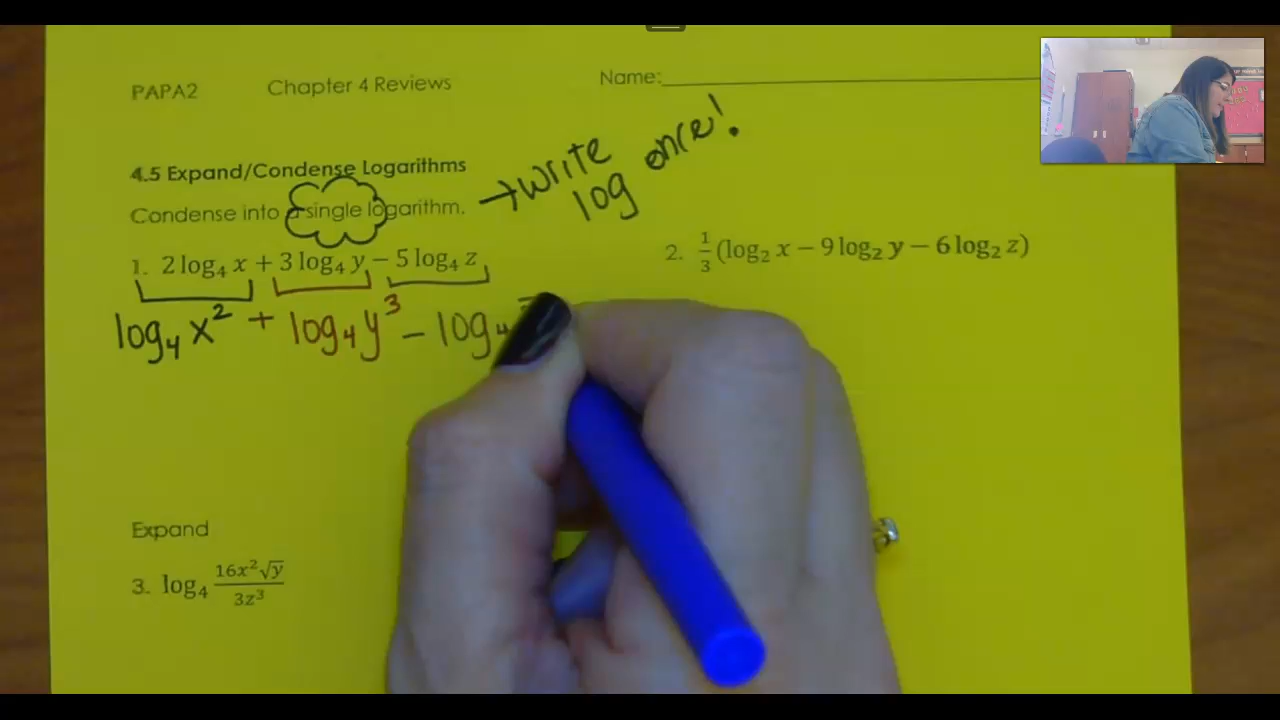 PAPA2 Chapter 4 Reviews Name:
4.5 Expand/Condense Logarithms
Condense into a single logarithm. → write log once!
1. 2 log₄ x + 3 log₄ y − 5 log₄ z
2. 1/3 (log₂ x − 9 log₂ y − 6 log₂ z)
log₄ x² + log₄ y³ − log₄
Expand
3. log₄ 16x²√y / 3z³